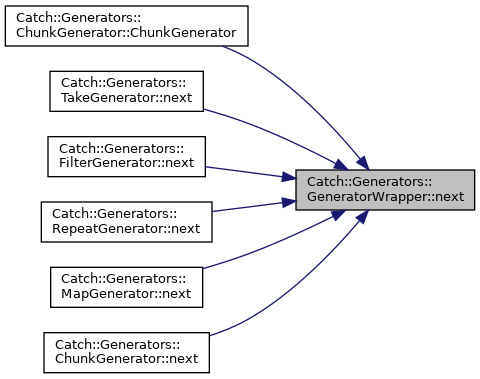 Catch::Generators::
ChunkGenerator::ChunkGenerator
Catch::Generators::
TakeGenerator::next
Catch::Generators::
FilterGenerator::next
Catch::Generators::
GeneratorWrapper::next
Catch::Generators::
RepeatGenerator::next
Catch::Generators::
MapGenerator::next
Catch::Generators::
ChunkGenerator::next